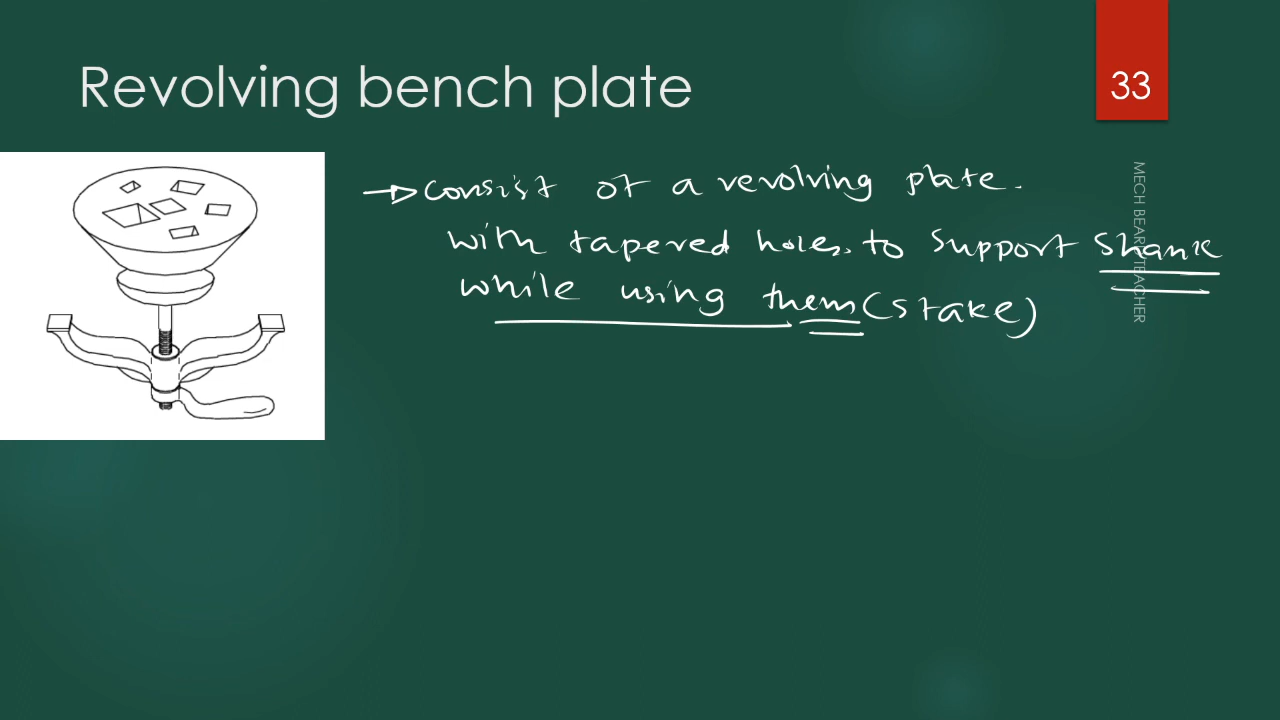 Revolving bench plate
33
→ consist of a revolving plate.
with tapered holes. to support shank
while using them (stake)
MECH BEARD TEACHER